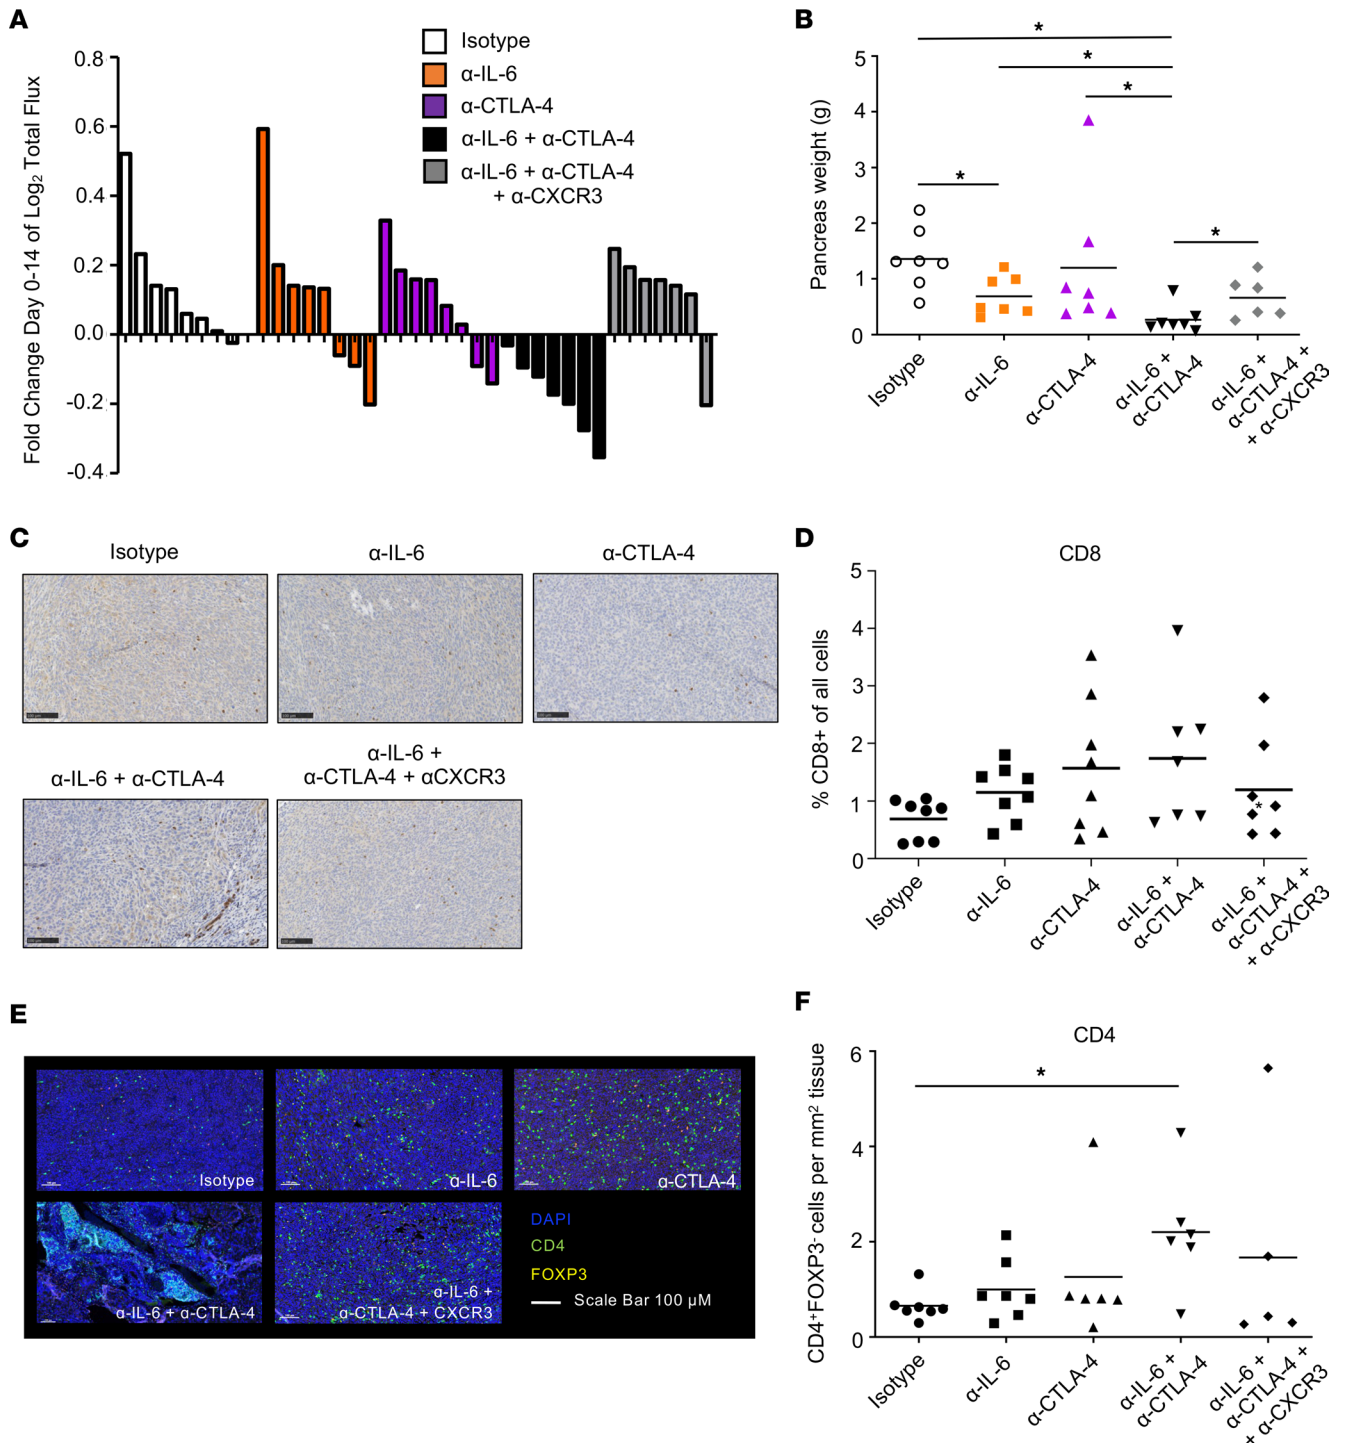 A
Fold Change Day 0-14 of Log2 Total Flux
0.8
0.6
0.4
0.2
0.0
-0.2
-0.4
Isotype
α-IL-6
α-CTLA-4
α-IL-6 + α-CTLA-4
α-IL-6 + α-CTLA-4
+ α-CXCR3
B
Pancreas weight (g)
5
4
3
2
1
0
*
*
*
*
*
Isotype
α-IL-6
α-CTLA-4
α-IL-6 +
α-CTLA-4
α-IL-6 +
α-CTLA-4 +
+ α-CXCR3
C
Isotype
α-IL-6
α-CTLA-4
α-IL-6 + α-CTLA-4
α-IL-6 +
α-CTLA-4 + αCXCR3
D
CD8
% CD8+ of all cells
5
4
3
2
1
0
*
Isotype
α-IL-6
α-CTLA-4
α-IL-6 +
α-CTLA-4
α-IL-6 +
α-CTLA-4 +
+ α-CXCR3
E
Isotype
α-IL-6
α-CTLA-4
α-IL-6 + α-CTLA-4
α-IL-6 +
α-CTLA-4 + CXCR3
DAPI
CD4
FOXP3
Scale Bar 100 µM
F
CD4
CD4+FOXP3- cells per mm2 tissue
6
4
2
0
*
Isotype
α-IL-6
α-CTLA-4
α-IL-6 +
α-CTLA-4
α-IL-6 +
α-CTLA-4 +
+ α-CXCR3